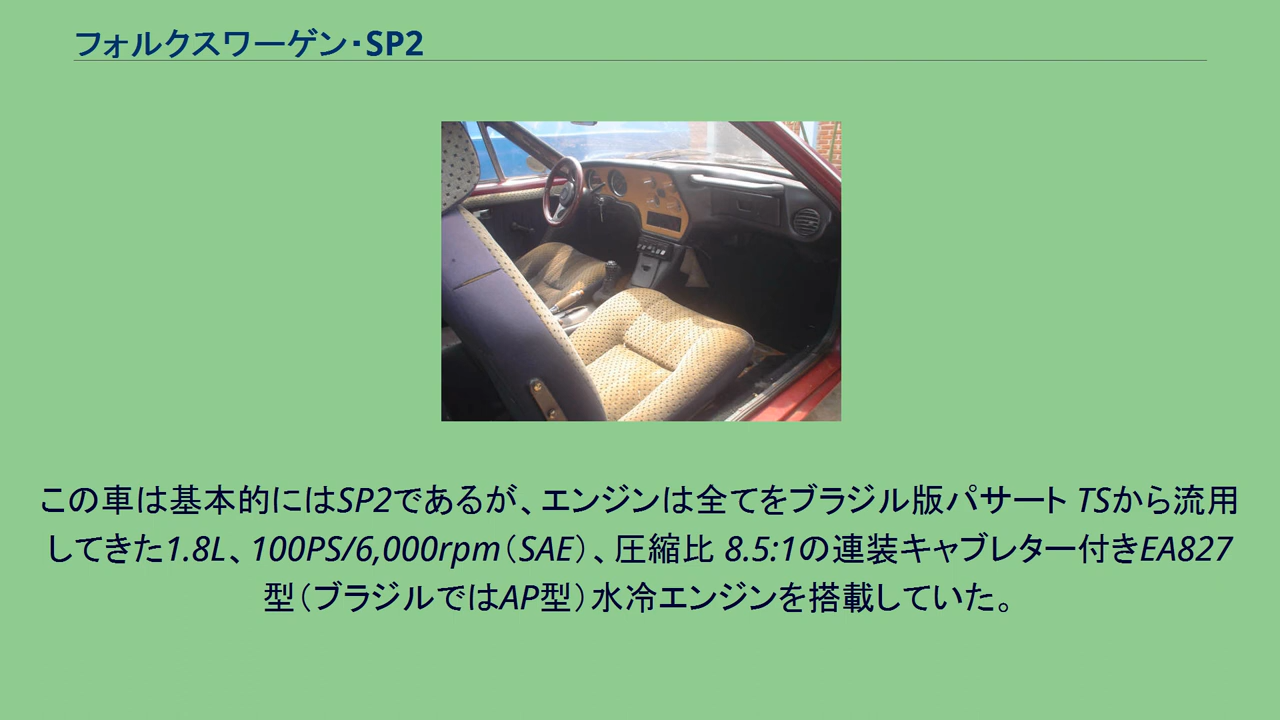 フォルクスワーゲン・SP2
この車は基本的にはSP2であるが、エンジンは全てをブラジル版パサート TSから流用
してきた1.8L、100PS/6,000rpm（SAE）、圧縮比 8.5:1の連装キャブレター付きEA827
型（ブラジルではAP型）水冷エンジンを搭載していた。